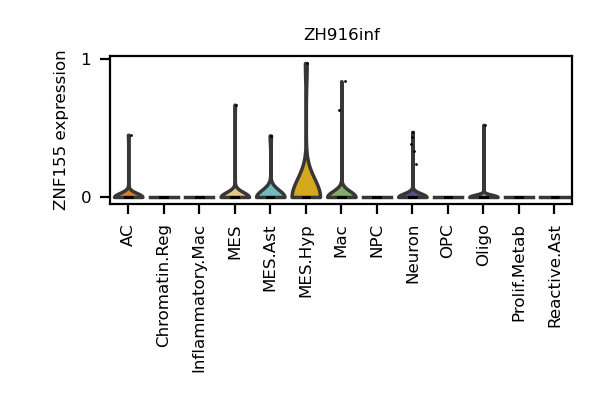 ZH916inf
ZNF155 expression
1
0
AC
Chromatin.Reg
Inflammatory.Mac
MES
MES.Ast
MES.Hyp
Mac
NPC
Neuron
OPC
Oligo
Prolif.Metab
Reactive.Ast